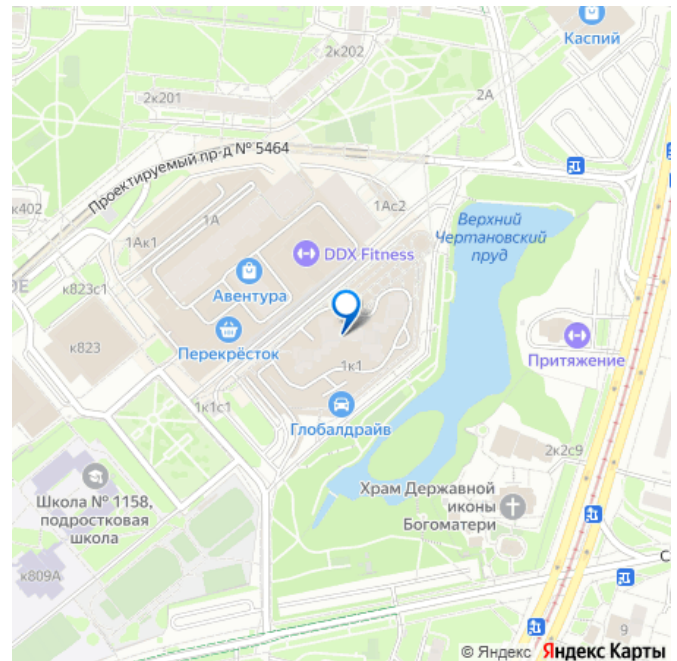 Каспий
2к202
2к201
2А
Проектируемый пр-д № 5464
к402
1А
1Ас2
1Ак1
Верхний
Чертановский
пруд
DDX Fitness
к823с1
Авентура
Перекрёсток
к823
Притяжение
1к1
1к1с1
Глобалдрайв
2к2с9
Школа № 1158,
подростковая
школа
Храм Державной
иконы
Богоматери
к809А
9
© Яндекс Яндекс Карты